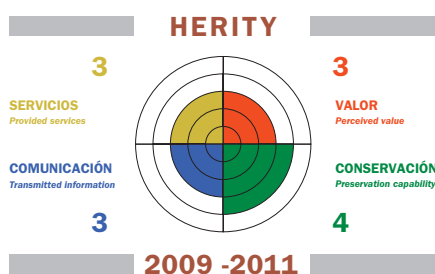 HERITY
3
3
SERVICIOS
Provided services
VALOR
Perceived value
COMUNICACIÓN
Transmitted information
CONSERVACIÓN
Preservation capability
3
4
2009 -2011